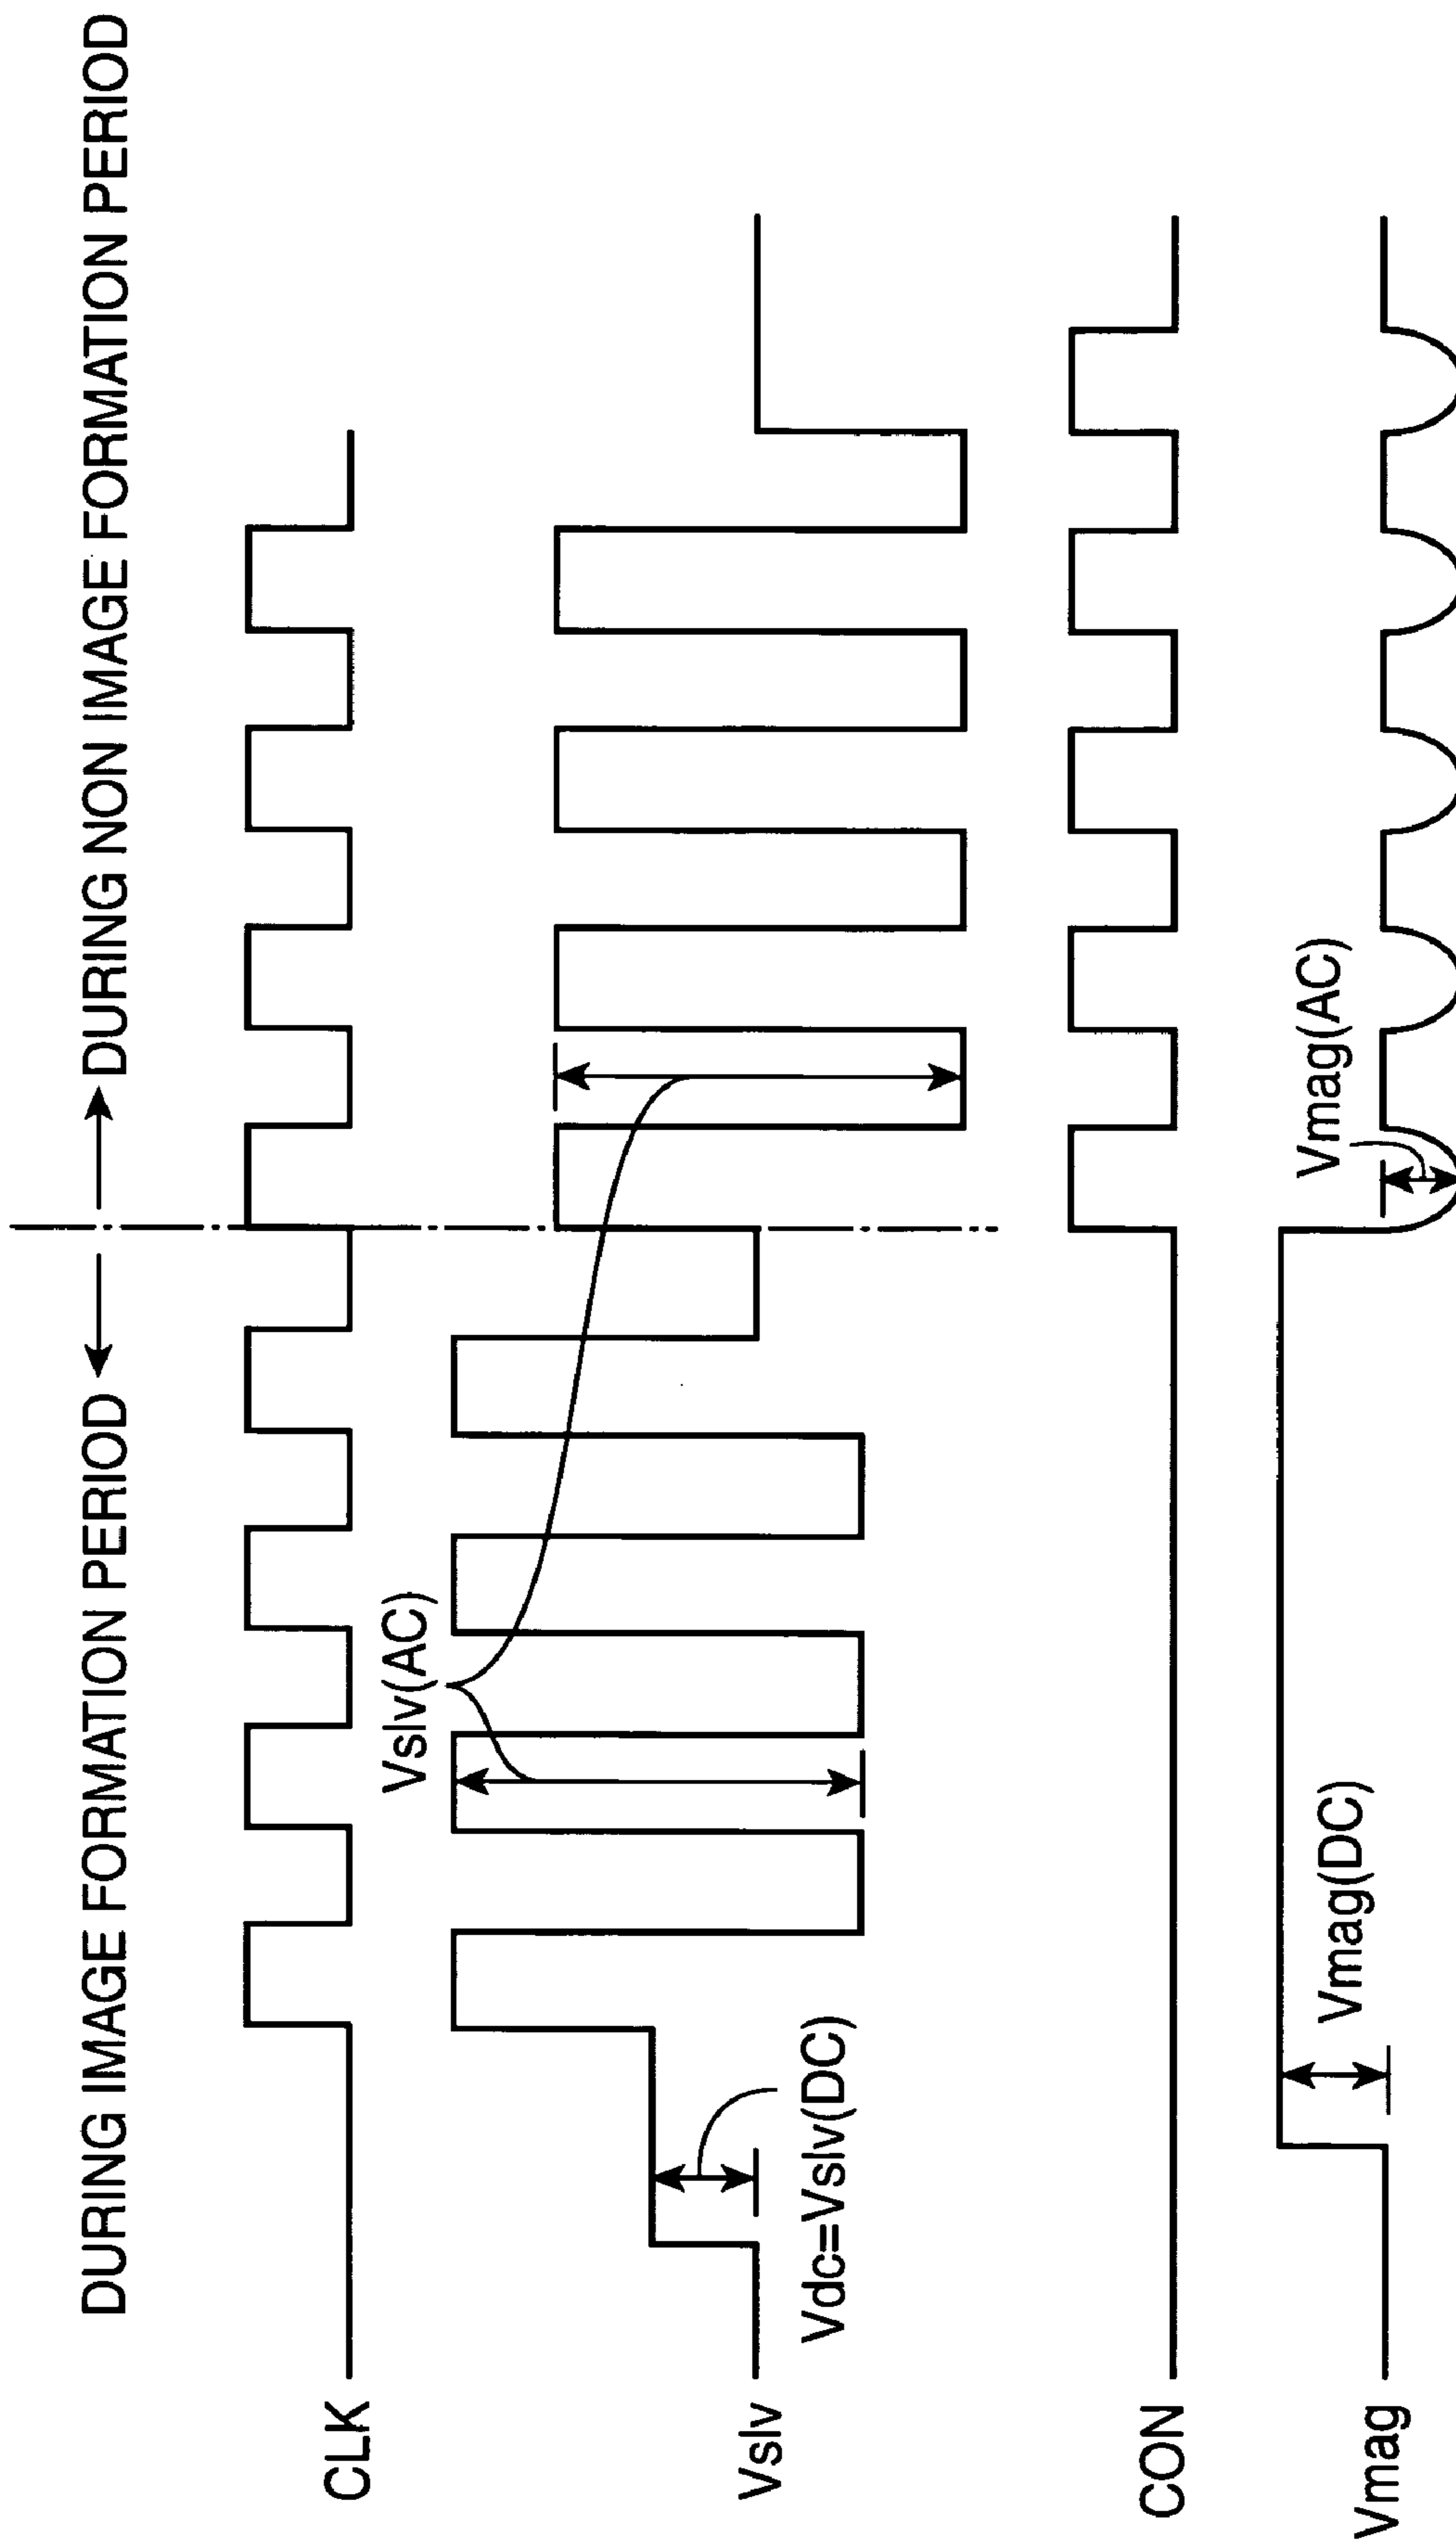 DURING IMAGE FORMATION PERIOD
DURING NON IMAGE FORMATION PERIOD
CLK
Vslv(AC)
Vslv
Vdc=Vslv(DC)
CON
Vmag(AC)
Vmag(DC)
Vmag